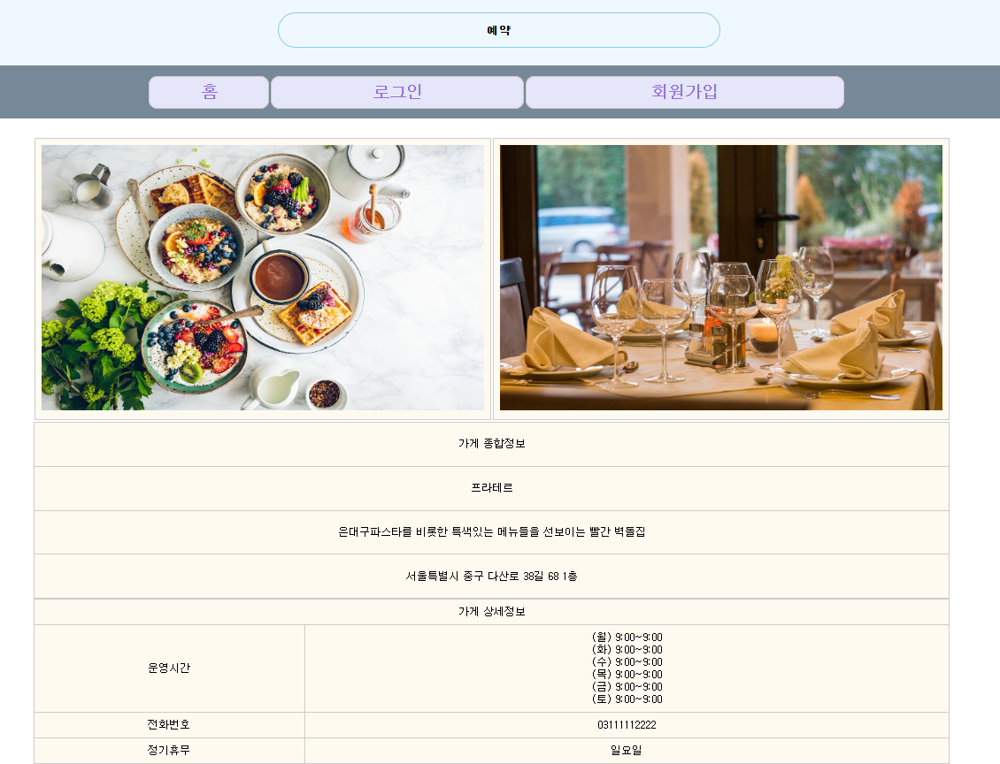 예약
홈
로그인
회원가입
가게 종합정보
프라테르
은대구파스타를 비롯한 특색있는 메뉴들을 선보이는 빨간 벽돌집
서울특별시 중구 다산로 38길 68 1층
가게 상세정보
운영시간
(월) 9:00~9:00
(화) 9:00~9:00
(수) 9:00~9:00
(목) 9:00~9:00
(금) 9:00~9:00
(토) 9:00~9:00
전화번호
03111112222
정기휴무
일요일